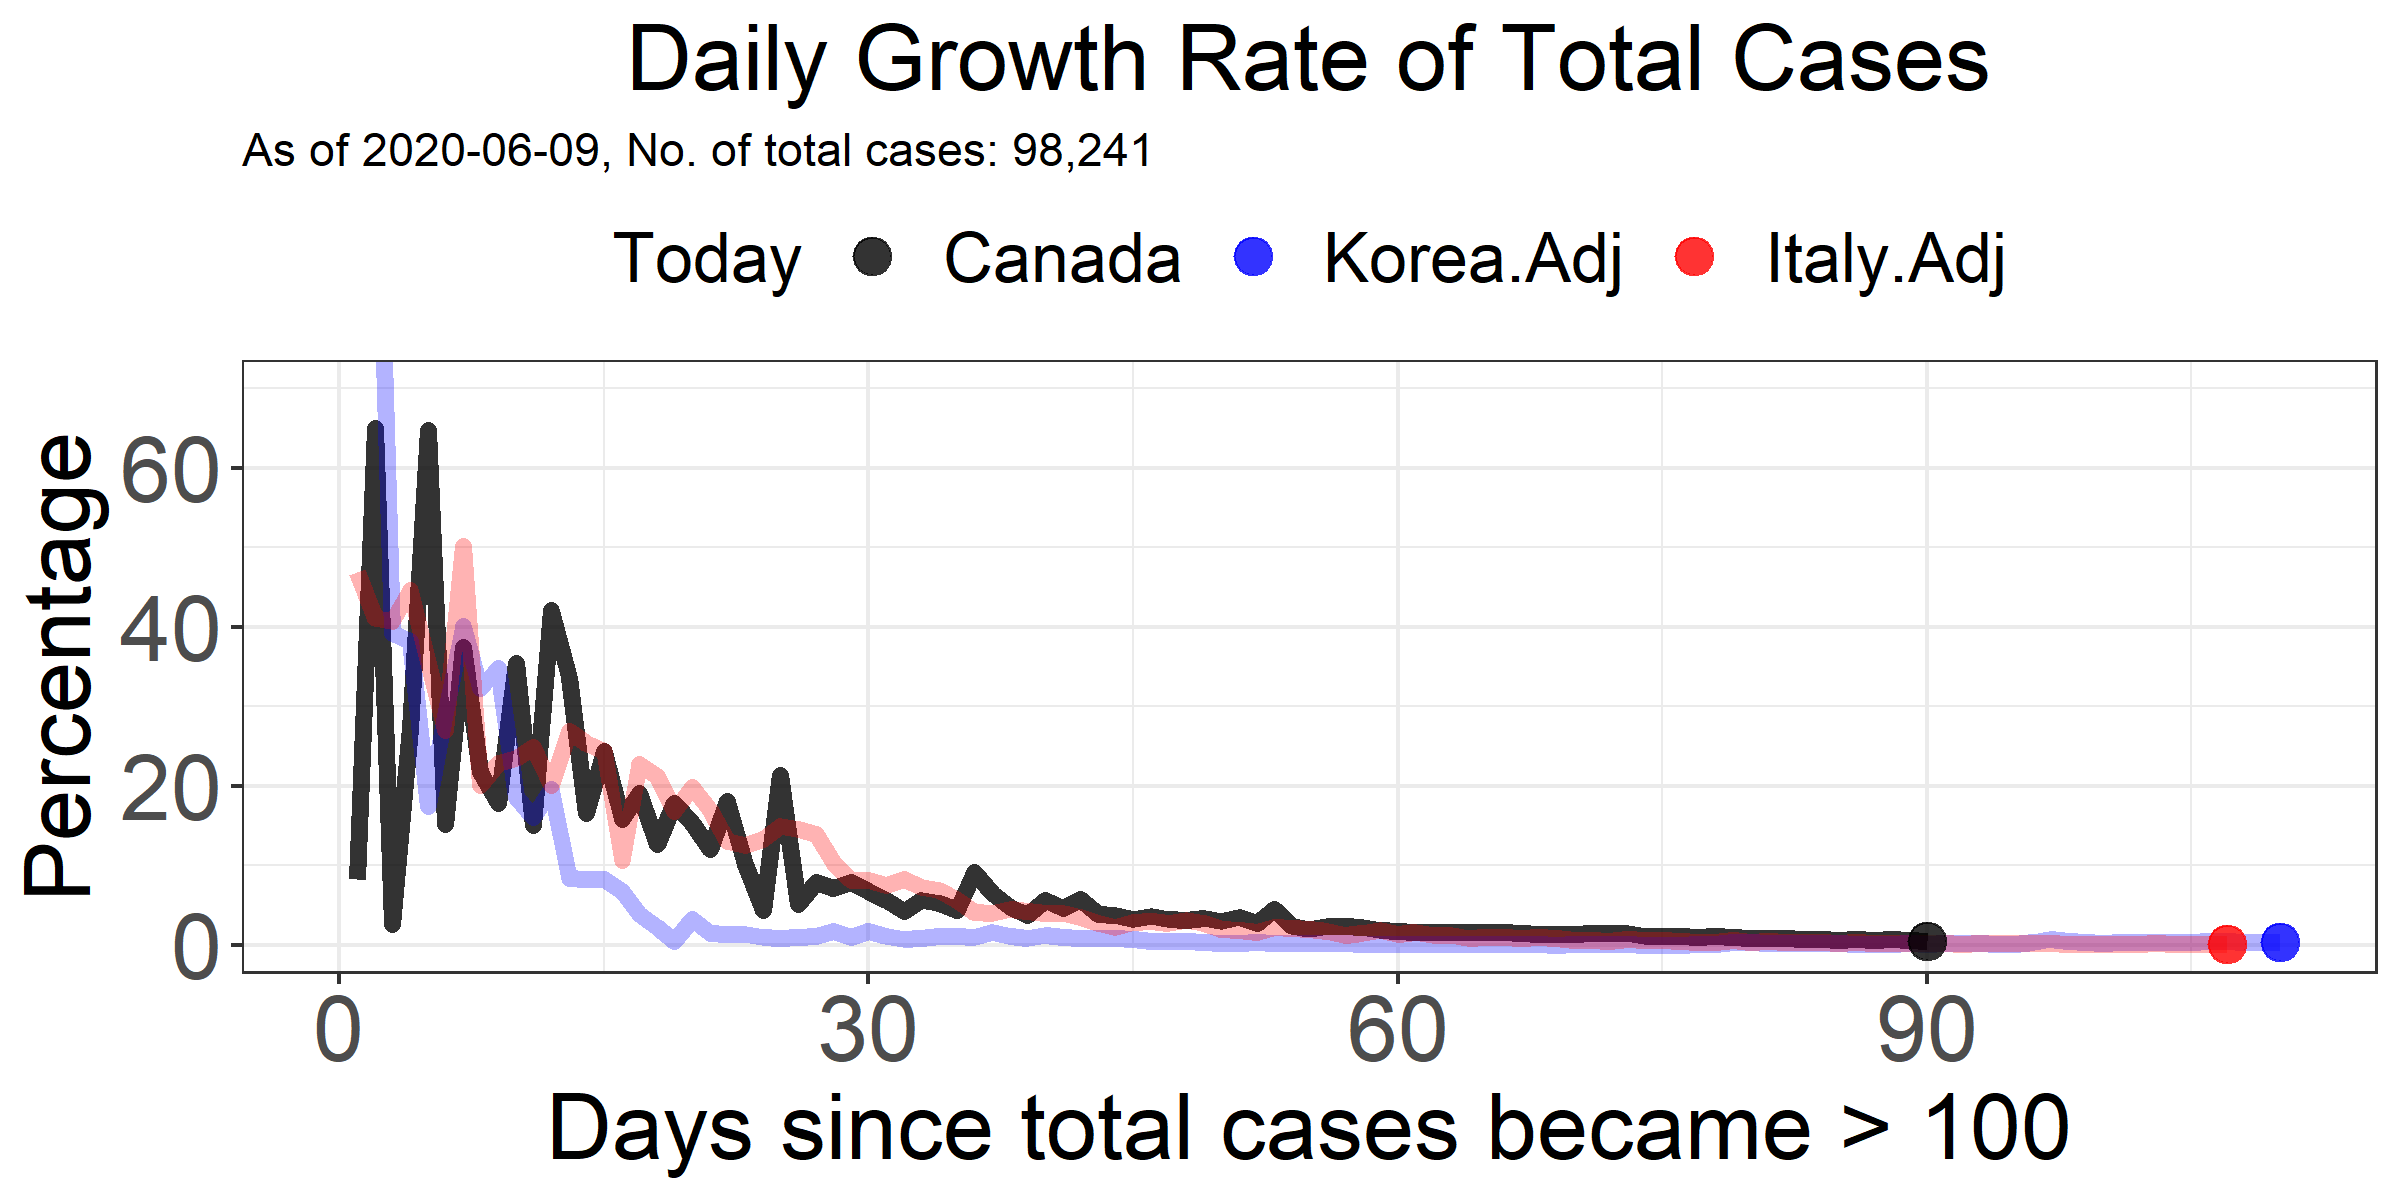 Daily Growth Rate of Total Cases
As of 2020-06-09, No. of total cases: 98,241
Today Canada Korea.Adj Italy.Adj
Percentage
60
40
20
0
0 30 60 90
Days since total cases became > 100